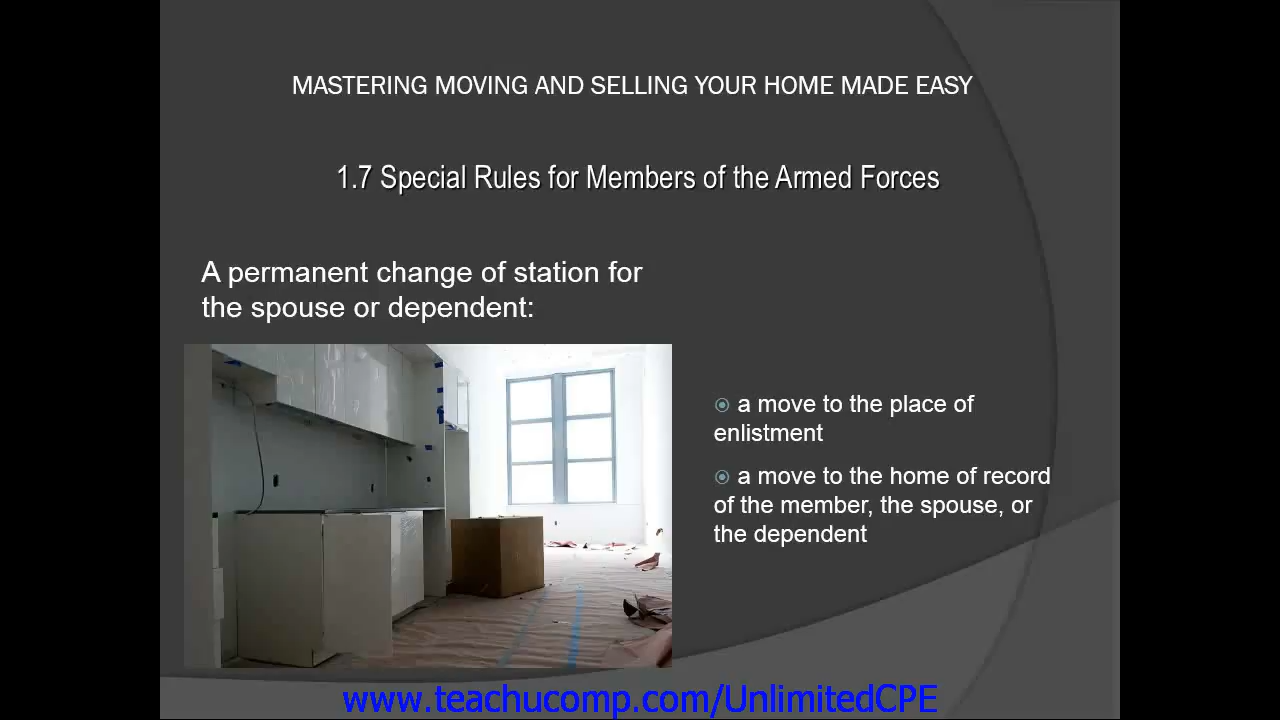 MASTERING MOVING AND SELLING YOUR HOME MADE EASY
1.7 Special Rules for Members of the Armed Forces
A permanent change of station for
the spouse or dependent:
a move to the place of
enlistment
a move to the home of record
of the member, the spouse, or
the dependent
www.teachucomp.com/UnlimitedCPE